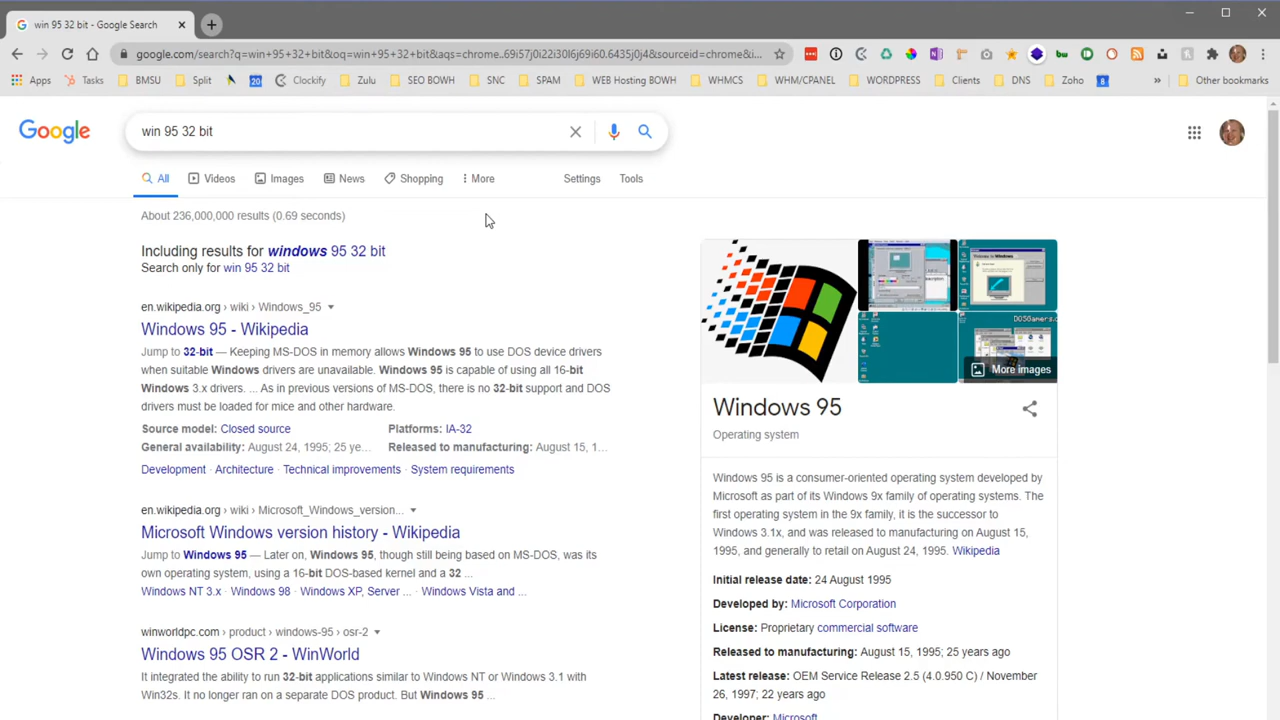 win 95 32 bit - Google Search
google.com/search?q=win+95+32+bit&oq=win+95+32+bit&aqs=chrome..69i57j0i22i30l6j69i60.6435j0j4&sourceid=chrome&i...
Apps Tasks BMSU Split 20 Clockify Zulu SEO BOWH SNC SPAM WEB Hosting BOWH WHMCS WHM/CPANEL WORDPRESS Clients DNS Zoho » Other bookmarks
Google
win 95 32 bit
All Videos Images News Shopping More Settings Tools
About 236,000,000 results (0.69 seconds)
Including results for windows 95 32 bit
Search only for win 95 32 bit
en.wikipedia.org › wiki › Windows_95
Windows 95 - Wikipedia
Jump to 32-bit — Keeping MS-DOS in memory allows Windows 95 to use DOS device drivers
when suitable Windows drivers are unavailable. Windows 95 is capable of using all 16-bit
Windows 3.x drivers. ... As in previous versions of MS-DOS, there is no 32-bit support and DOS
drivers must be loaded for mice and other hardware.
Source model: Closed source Platforms: IA-32
General availability: August 24, 1995; 25 ye... Released to manufacturing: August 15, 1...
Development · Architecture · Technical improvements · System requirements
en.wikipedia.org › wiki › Microsoft_Windows_version...
Microsoft Windows version history - Wikipedia
Jump to Windows 95 — Later on, Windows 95, though still being based on MS-DOS, was its
own operating system, using a 16-bit DOS-based kernel and a 32 ...
Windows NT 3.x · Windows 98 · Windows XP, Server ... · Windows Vista and ...
winworldpc.com › product › windows-95 › osr-2
Windows 95 OSR 2 - WinWorld
It integrated the ability to run 32-bit applications similar to Windows NT or Windows 3.1 with
Win32s. It no longer ran on a separate DOS product. But Windows 95 ...
More images
Windows 95
Operating system
Windows 95 is a consumer-oriented operating system developed by
Microsoft as part of its Windows 9x family of operating systems. The
first operating system in the 9x family, it is the successor to
Windows 3.1x, and was released to manufacturing on August 15,
1995, and generally to retail on August 24, 1995. Wikipedia
Initial release date: 24 August 1995
Developed by: Microsoft Corporation
License: Proprietary commercial software
Released to manufacturing: August 15, 1995; 25 years ago
Latest release: OEM Service Release 2.5 (4.0.950 C) / November
26, 1997; 22 years ago
Developer: Microsoft